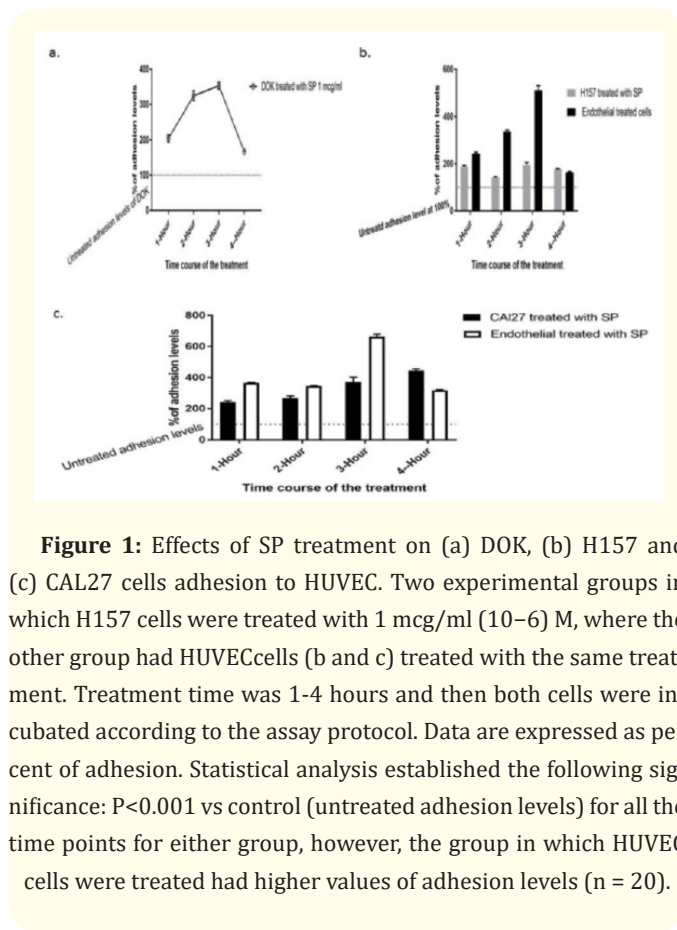 a.
400
300
200
100
0
%of adhesion levels
DOK treated with SP 1 mcg/ml
Untreated adhesion levels of DOK
1-Hour
2-Hour
3-Hour
4--Hour
Time course of the treatment
b.
600
400
200
0
%of adhesion levels
H157 treated with SP
Endothelial treated cells
Untreatd adhesion level at 100%
1-Hour
2-Hour
3-Hour
4--Hour
Time course of the treatment
c.
800
600
400
200
0
%of adhesion levels
CAl27 treated with SP
Endothelial treated with SP
Untreated adhesion levels
1-Hour
2-Hour
3-Hour
4--Hour
Time course of the treatment
Figure 1: Effects of SP treatment on (a) DOK, (b) H157 and
(c) CAL27 cells adhesion to HUVEC. Two experimental groups in
which H157 cells were treated with 1 mcg/ml (10−6) M, where the
other group had HUVECcells (b and c) treated with the same treat
ment. Treatment time was 1-4 hours and then both cells were in
cubated according to the assay protocol. Data are expressed as per
cent of adhesion. Statistical analysis established the following sig
nificance: P<0.001 vs control (untreated adhesion levels) for all the
time points for either group, however, the group in which HUVEC
cells were treated had higher values of adhesion levels (n = 20).